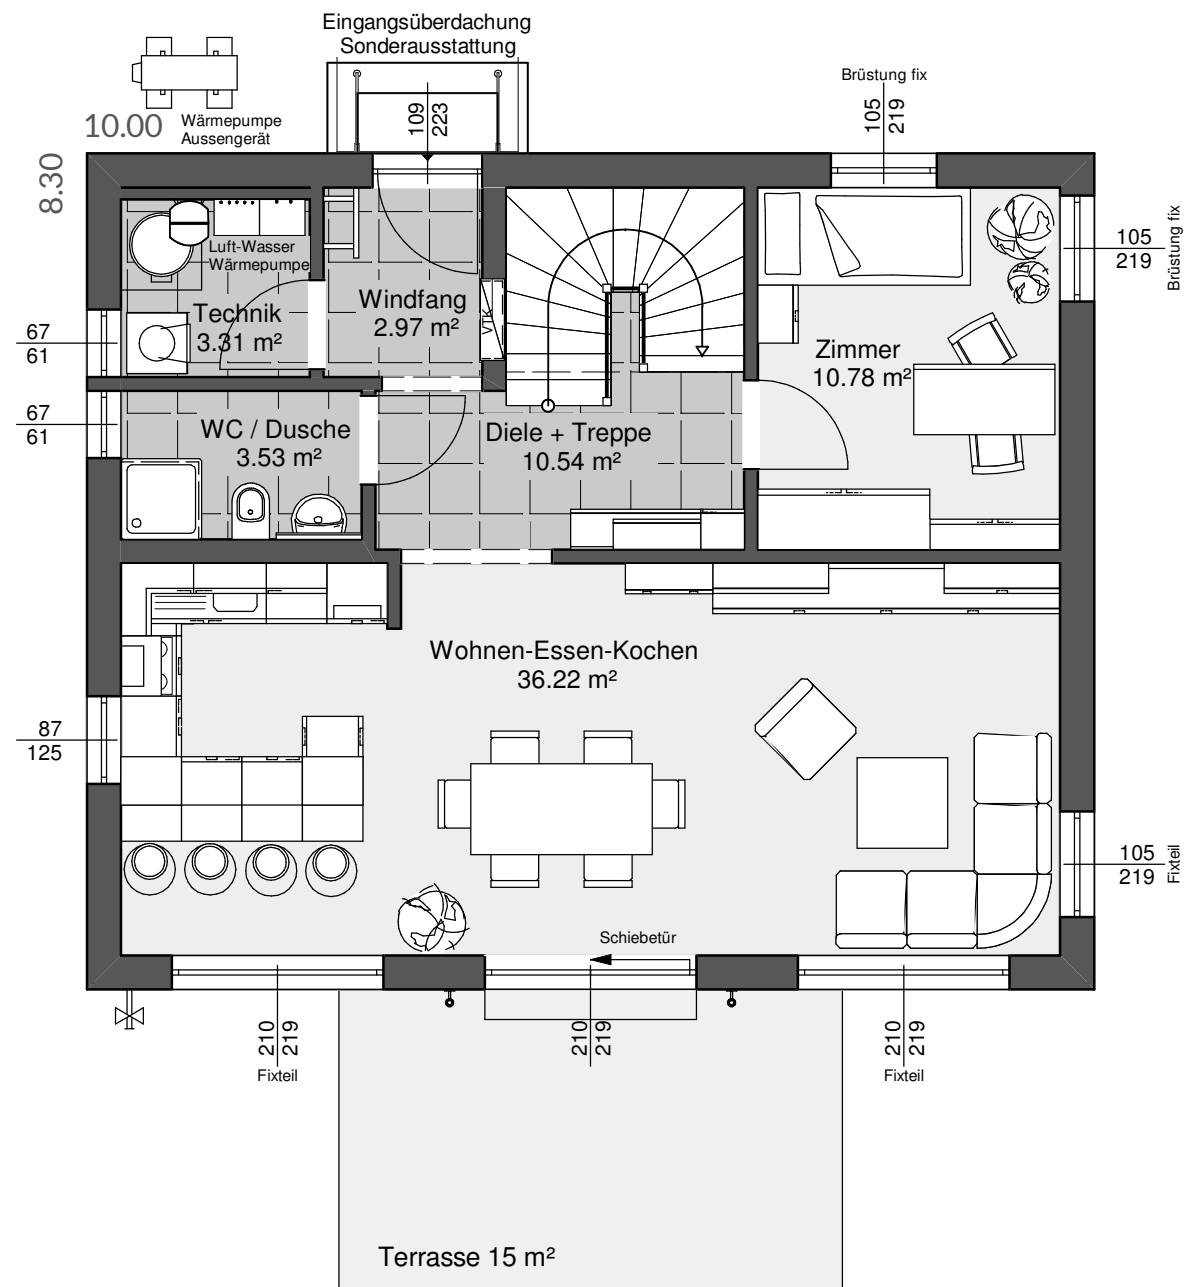 Eingangsüberdachung
Sonderausstattung
10.00
Wärmepumpe
Aussengerät
8.30
109
223
Brüstung fix
105
219
Luft-Wasser
Wärmepumpe
Technik
3.31 m²
Windfang
2.97 m²
Zimmer
10.78 m²
105
219
Brüstung fix
67
61
67
61
WC / Dusche
3.53 m²
Diele + Treppe
10.54 m²
Wohnen-Essen-Kochen
36.22 m²
87
125
105
219
Fixteil
Schiebetür
210
219
Fixteil
210
219
210
219
Fixteil
Terrasse 15 m²